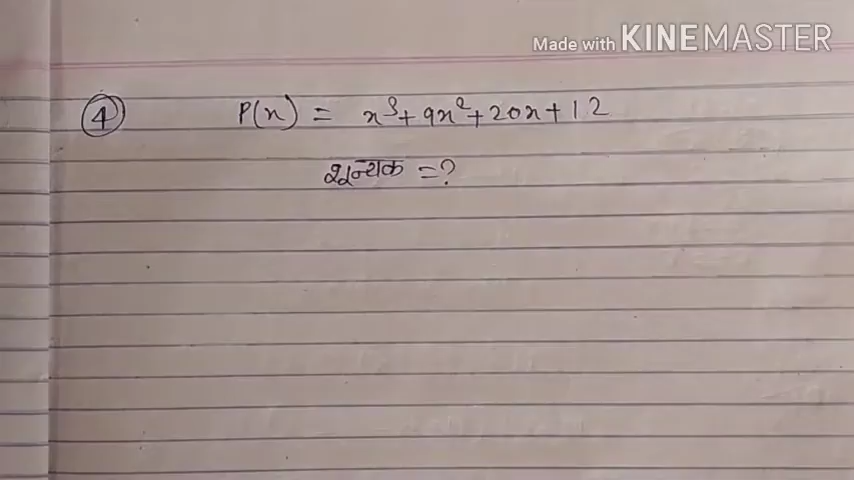 Made with KINEMASTER
④ P(x) = x³+9x²+20x+12
शून्यक =?